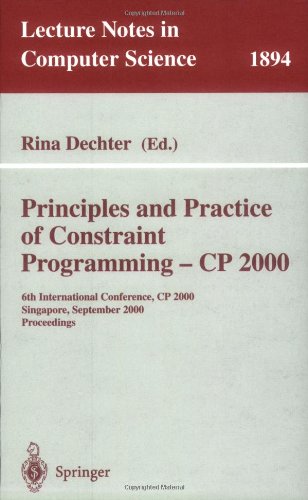 Lecture Notes in
Computer Science 1894
Rina Dechter (Ed.)
Principles and Practice
of Constraint
Programming – CP 2000
6th International Conference, CP 2000
Singapore, September 2000
Proceedings
Springer